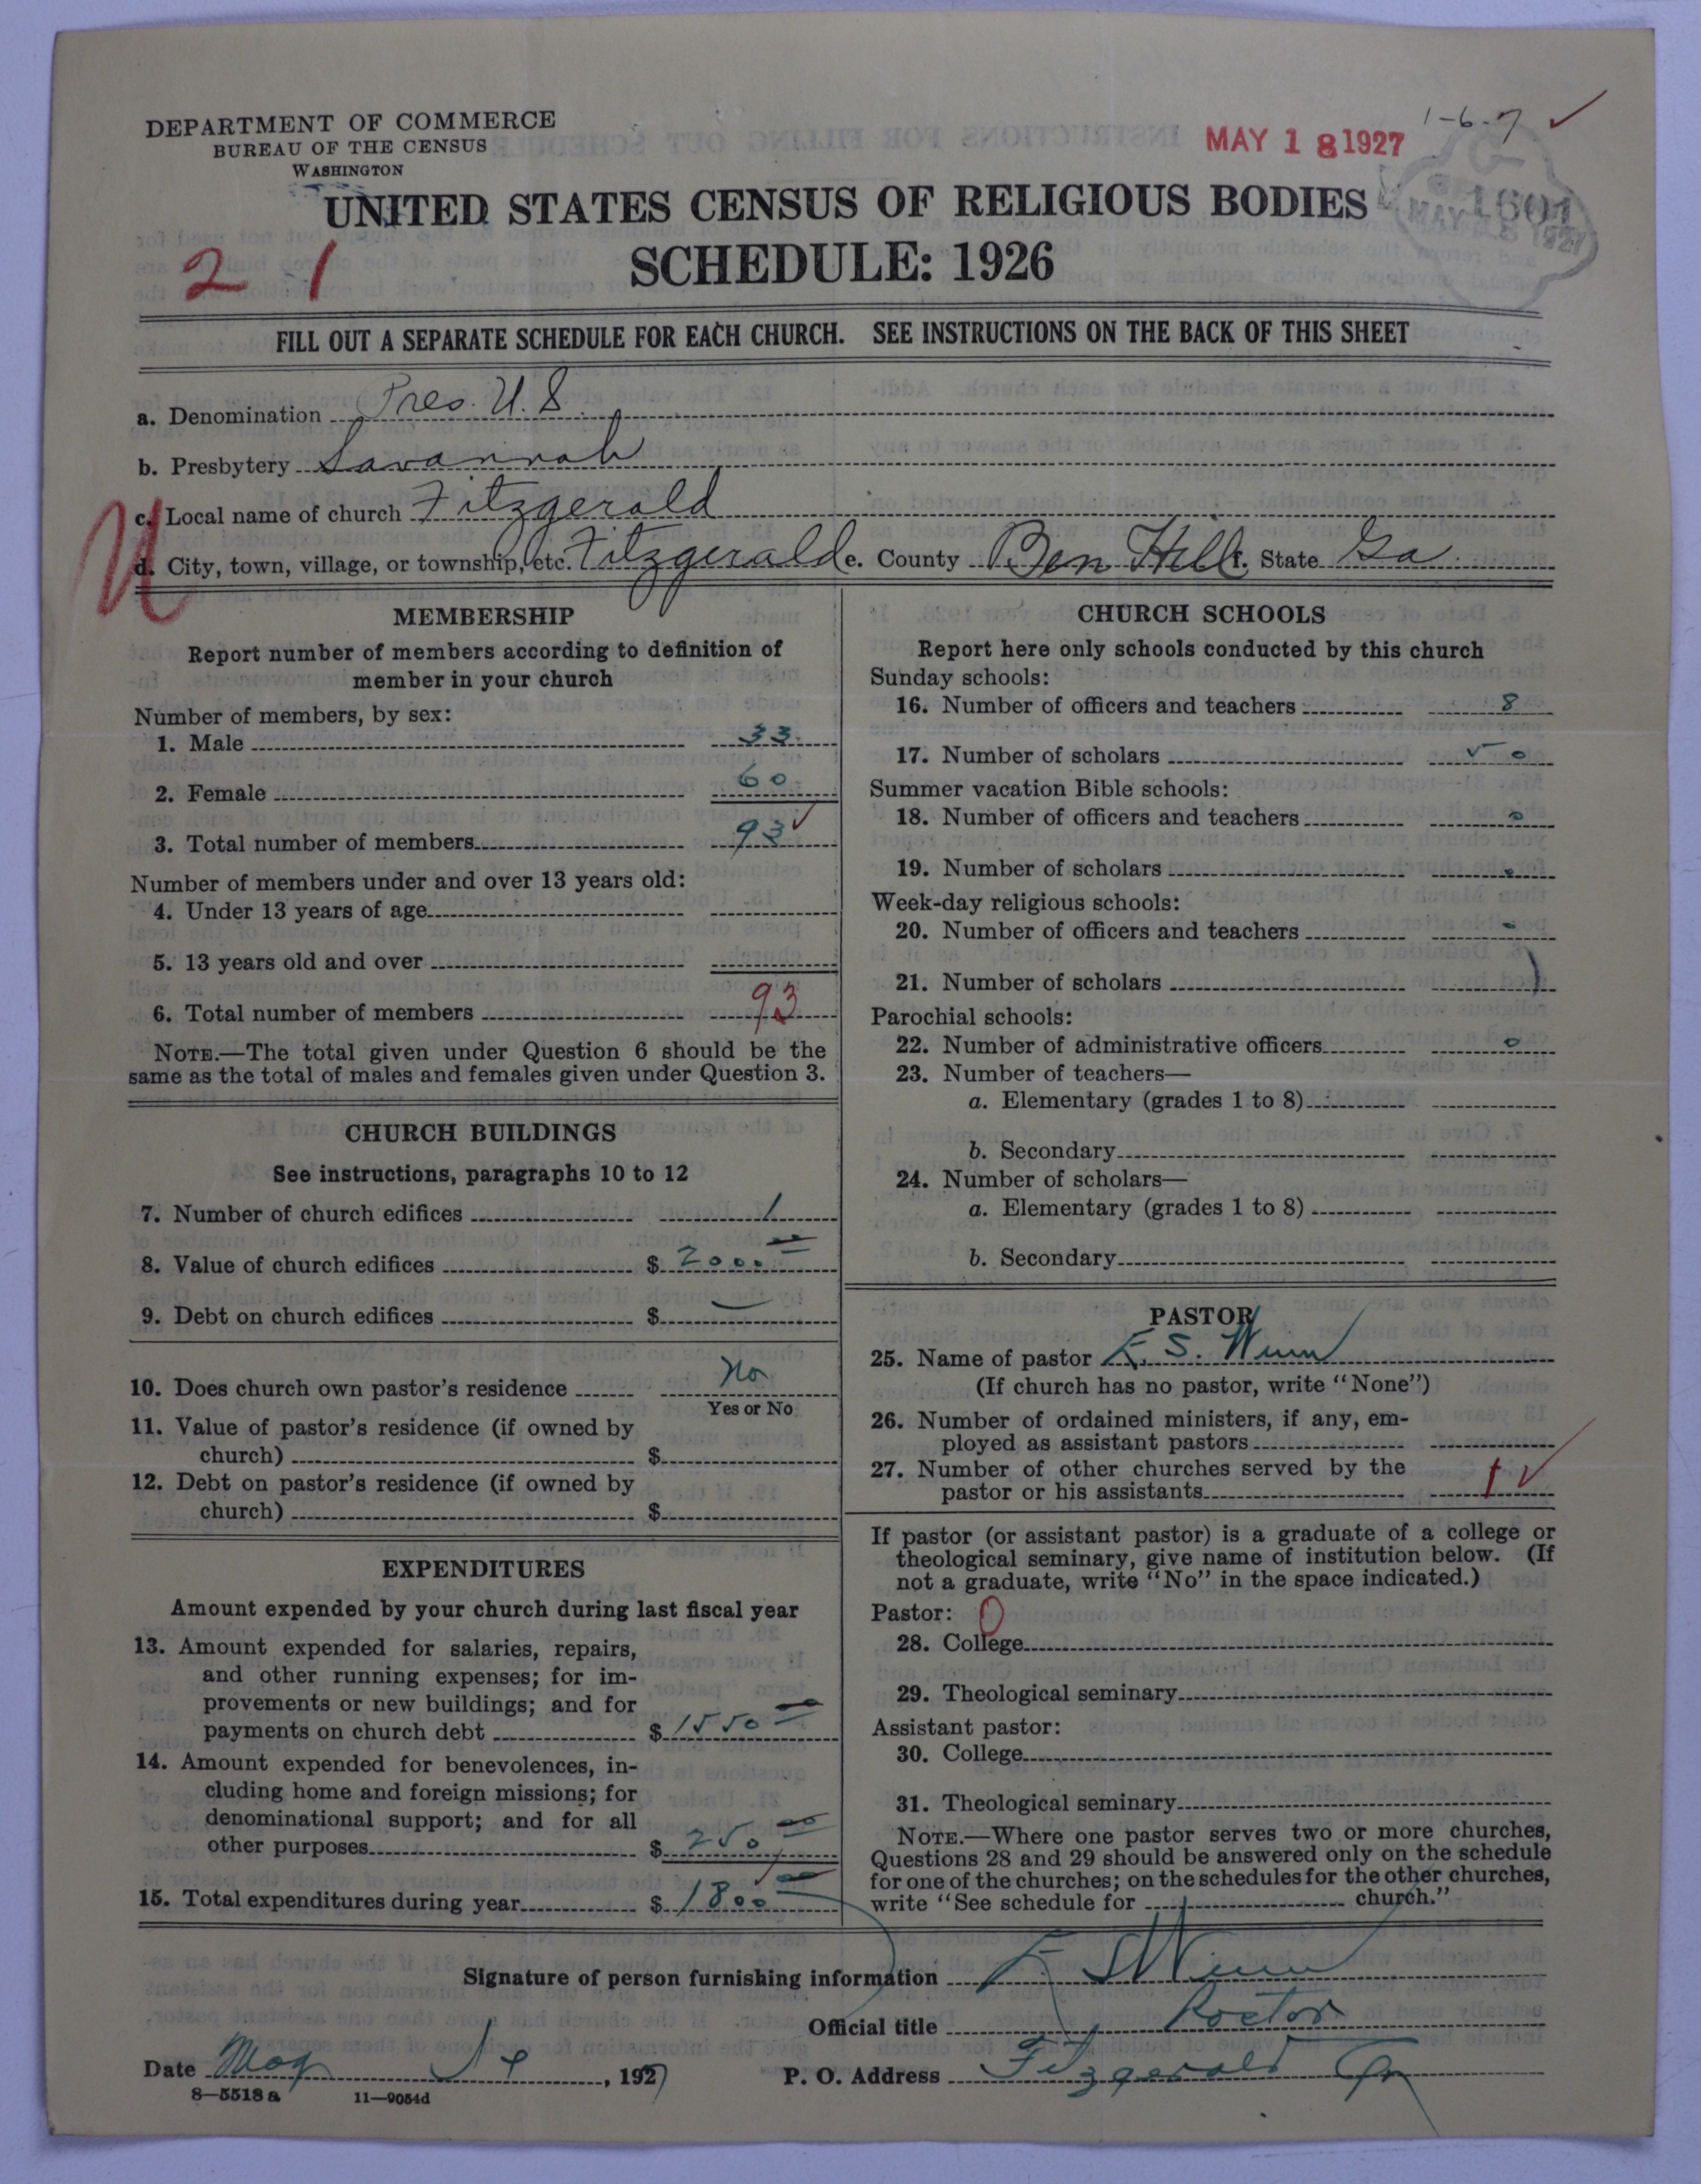 DEPARTMENT OF COMMERCE
BUREAU OF THE CENSUS
WASHINGTON
MAY 18 1927
1-6-7 ✓
1601
MAY 18 1927
UNITED STATES CENSUS OF RELIGIOUS BODIES
SCHEDULE: 1926
2 1
FILL OUT A SEPARATE SCHEDULE FOR EACH CHURCH. SEE INSTRUCTIONS ON THE BACK OF THIS SHEET
a. Denomination Pres. U.S.
b. Presbytery Savannah
c. Local name of church Fitzgerald
d. City, town, village, or township, etc. Fitzgerald e. County Ben Hill f. State Ga.
U
MEMBERSHIP
Report number of members according to definition of
member in your church
Number of members, by sex:
1. Male 33
2. Female 60
3. Total number of members 93 ✓
Number of members under and over 13 years old:
4. Under 13 years of age
5. 13 years old and over
6. Total number of members 93
NOTE.—The total given under Question 6 should be the
same as the total of males and females given under Question 3.
CHURCH BUILDINGS
See instructions, paragraphs 10 to 12
7. Number of church edifices 1
8. Value of church edifices $ 2000.00
9. Debt on church edifices $ —
10. Does church own pastor's residence No
Yes or No
11. Value of pastor's residence (if owned by
church) $
12. Debt on pastor's residence (if owned by
church) $
EXPENDITURES
Amount expended by your church during last fiscal year
13. Amount expended for salaries, repairs,
and other running expenses; for im-
provements or new buildings; and for
payments on church debt $ 1550 00
14. Amount expended for benevolences, in-
cluding home and foreign missions; for
denominational support; and for all
other purposes $ 250 00
15. Total expenditures during year $ 1800 00
CHURCH SCHOOLS
Report here only schools conducted by this church
Sunday schools:
16. Number of officers and teachers 8
17. Number of scholars 50
Summer vacation Bible schools:
18. Number of officers and teachers 0
19. Number of scholars 0
Week-day religious schools:
20. Number of officers and teachers -
21. Number of scholars
Parochial schools:
22. Number of administrative officers 0
23. Number of teachers—
a. Elementary (grades 1 to 8)
b. Secondary
24. Number of scholars—
a. Elementary (grades 1 to 8)
b. Secondary
PASTOR
25. Name of pastor E. S. Winn
(If church has no pastor, write "None")
26. Number of ordained ministers, if any, em-
ployed as assistant pastors
27. Number of other churches served by the
pastor or his assistants 1 ✓
If pastor (or assistant pastor) is a graduate of a college or
theological seminary, give name of institution below. (If
not a graduate, write "No" in the space indicated.)
Pastor: 0
28. College
29. Theological seminary
Assistant pastor:
30. College
31. Theological seminary
NOTE.—Where one pastor serves two or more churches,
Questions 28 and 29 should be answered only on the schedule
for one of the churches; on the schedules for the other churches,
write "See schedule for church."
Signature of person furnishing information E S Winn
Official title Pastor
Date May , 1927 P. O. Address Fitzgerald Ga
8—5518 a 11—9054d